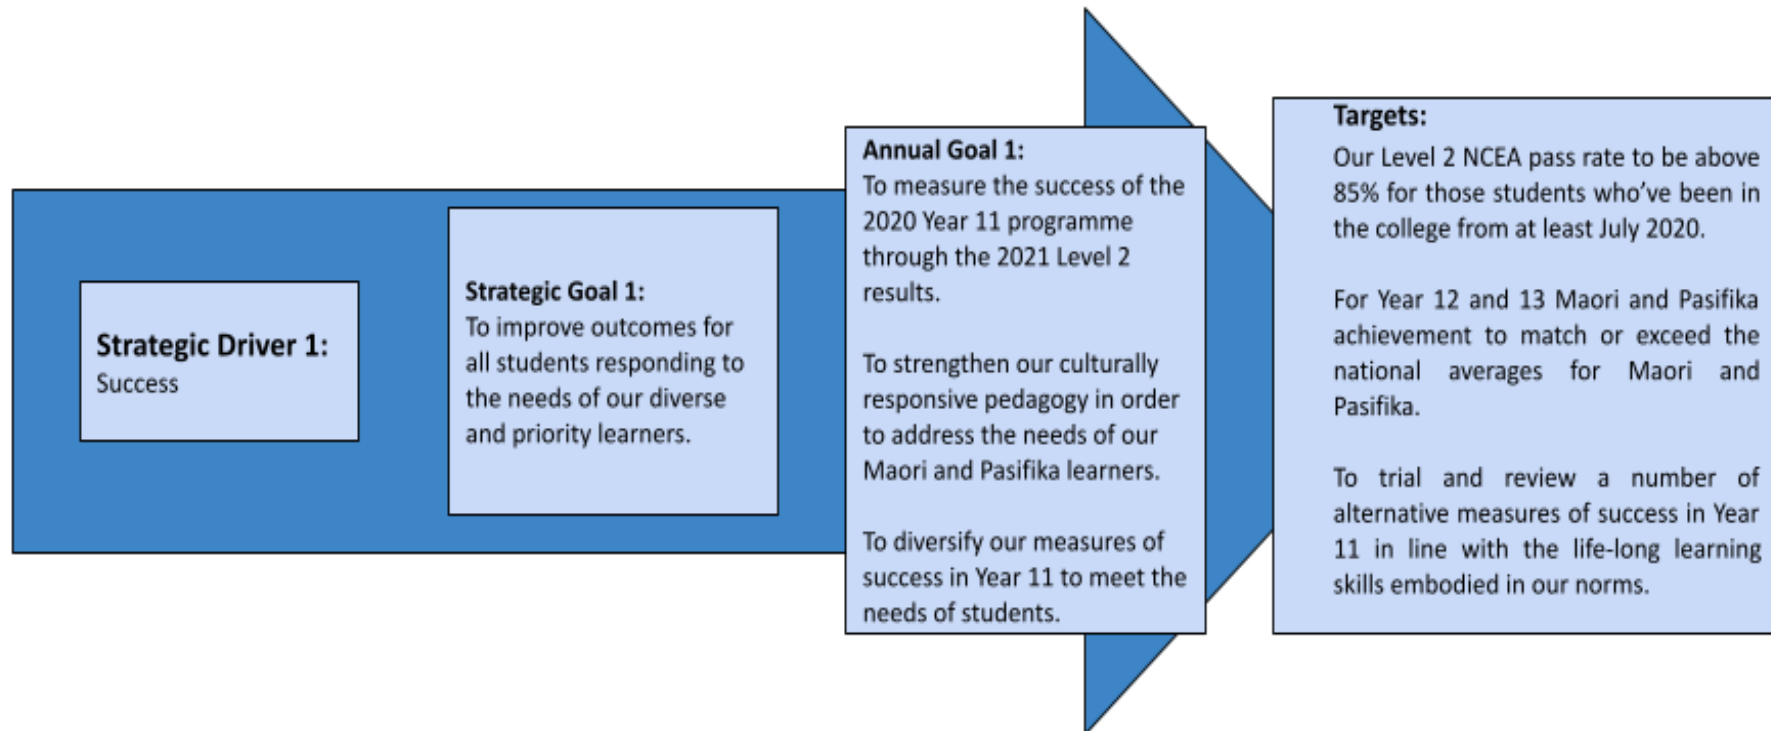 Strategic Driver 1:
Success
Strategic Goal 1:
To improve outcomes for
all students responding to
the needs of our diverse
and priority learners.
Annual Goal 1:
To measure the success of the
2020 Year 11 programme
through the 2021 Level 2
results.
To strengthen our culturally
responsive pedagogy in order
to address the needs of our
Maori and Pasifika learners.
To diversify our measures of
success in Year 11 to meet the
needs of students.
Targets:
Our Level 2 NCEA pass rate to be above
85% for those students who've been in
the college from at least July 2020.
For Year 12 and 13 Maori and Pasifika
achievement to match or exceed the
national averages for Maori and
Pasifika.
To trial and review a number of
alternative measures of success in Year
11 in line with the life-long learning
skills embodied in our norms.